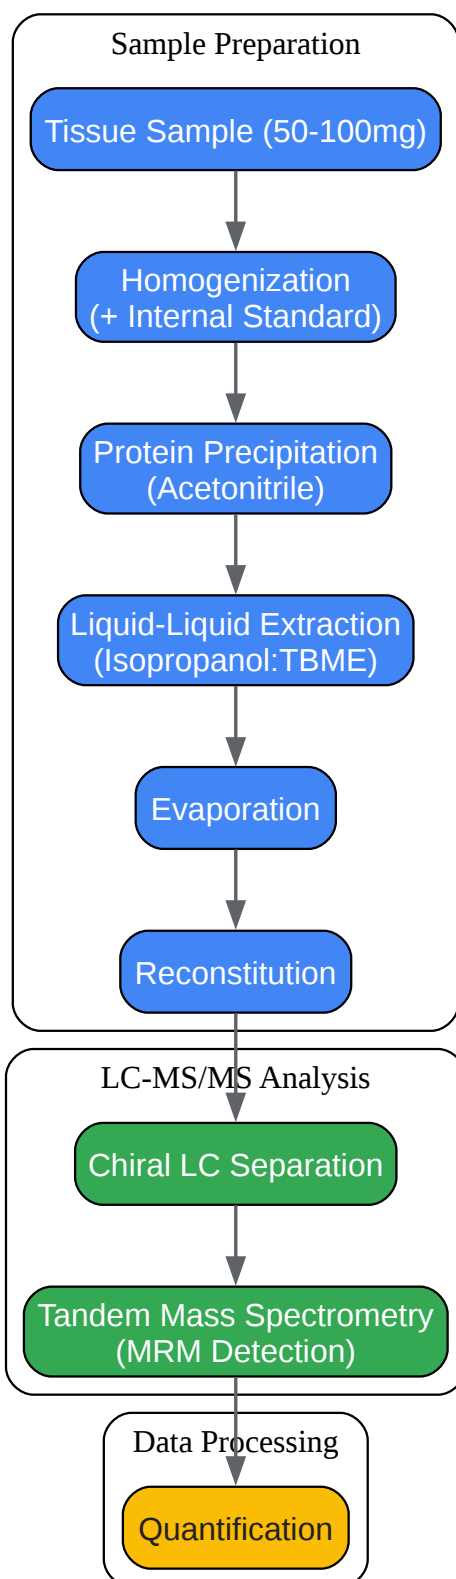 Sample Preparation
Tissue Sample (50-100mg)
Homogenization
(+ Internal Standard)
Protein Precipitation
(Acetonitrile)
Liquid-Liquid Extraction
(Isopropanol:TBME)
Evaporation
Reconstitution
LC-MS/MS Analysis
Chiral LC Separation
Tandem Mass Spectrometry
(MRM Detection)
Data Processing
Quantification